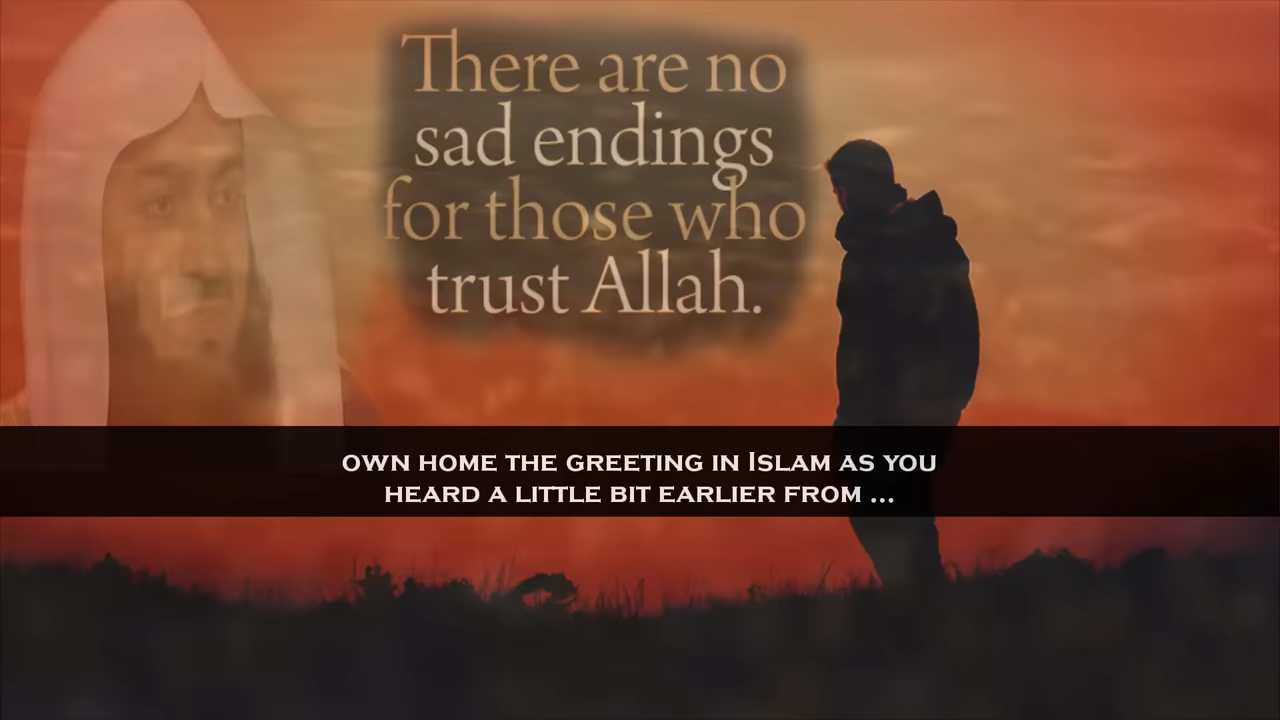 There are no
sad endings
for those who
trust Allah.
OWN HOME THE GREETING IN ISLAM AS YOU
HEARD A LITTLE BIT EARLIER FROM ...